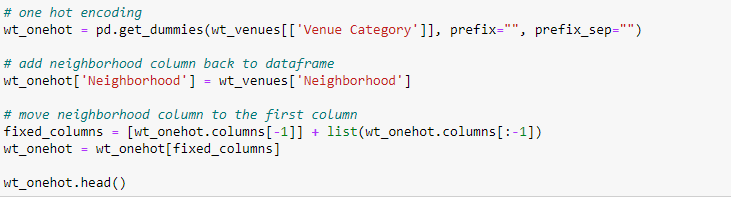 # one hot encoding
wt_onehot = pd.get_dummies(wt_venues[['Venue Category']], prefix="", prefix_sep="")
# add neighborhood column back to dataframe
wt_onehot['Neighborhood'] = wt_venues['Neighborhood']
# move neighborhood column to the first column
fixed_columns = [wt_onehot.columns[-1]] + list(wt_onehot.columns[:-1])
wt_onehot = wt_onehot[fixed_columns]
wt_onehot.head()